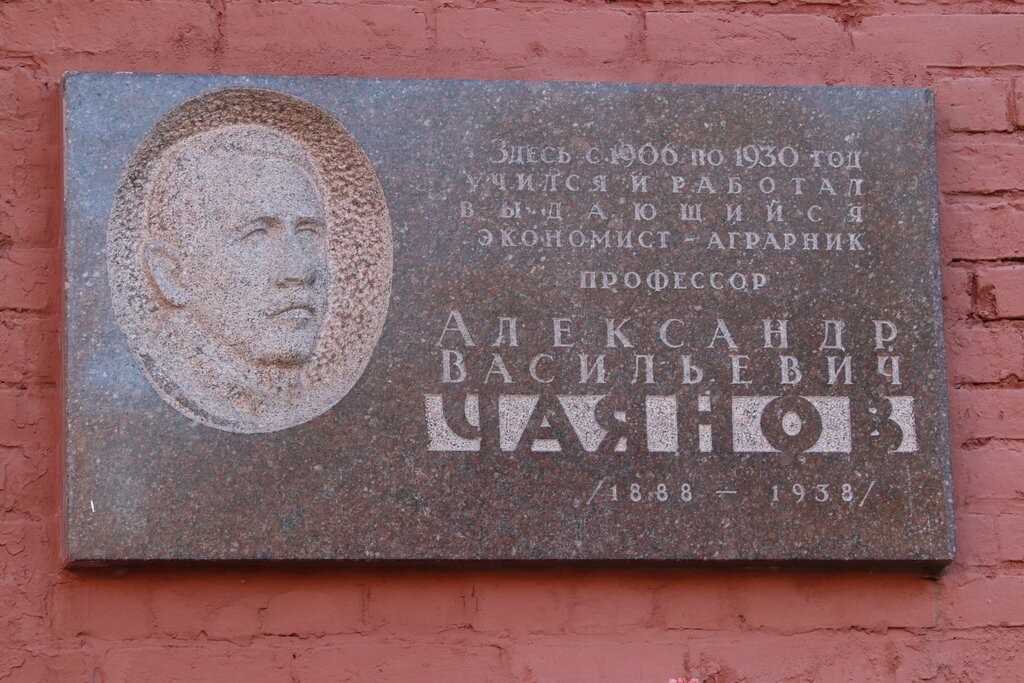 Здесь с 1906 по 1930 год
учился и работал
выдающийся
экономист - аграрник
профессор
Александр
Васильевич
Чаянов
/1888 — 1938/